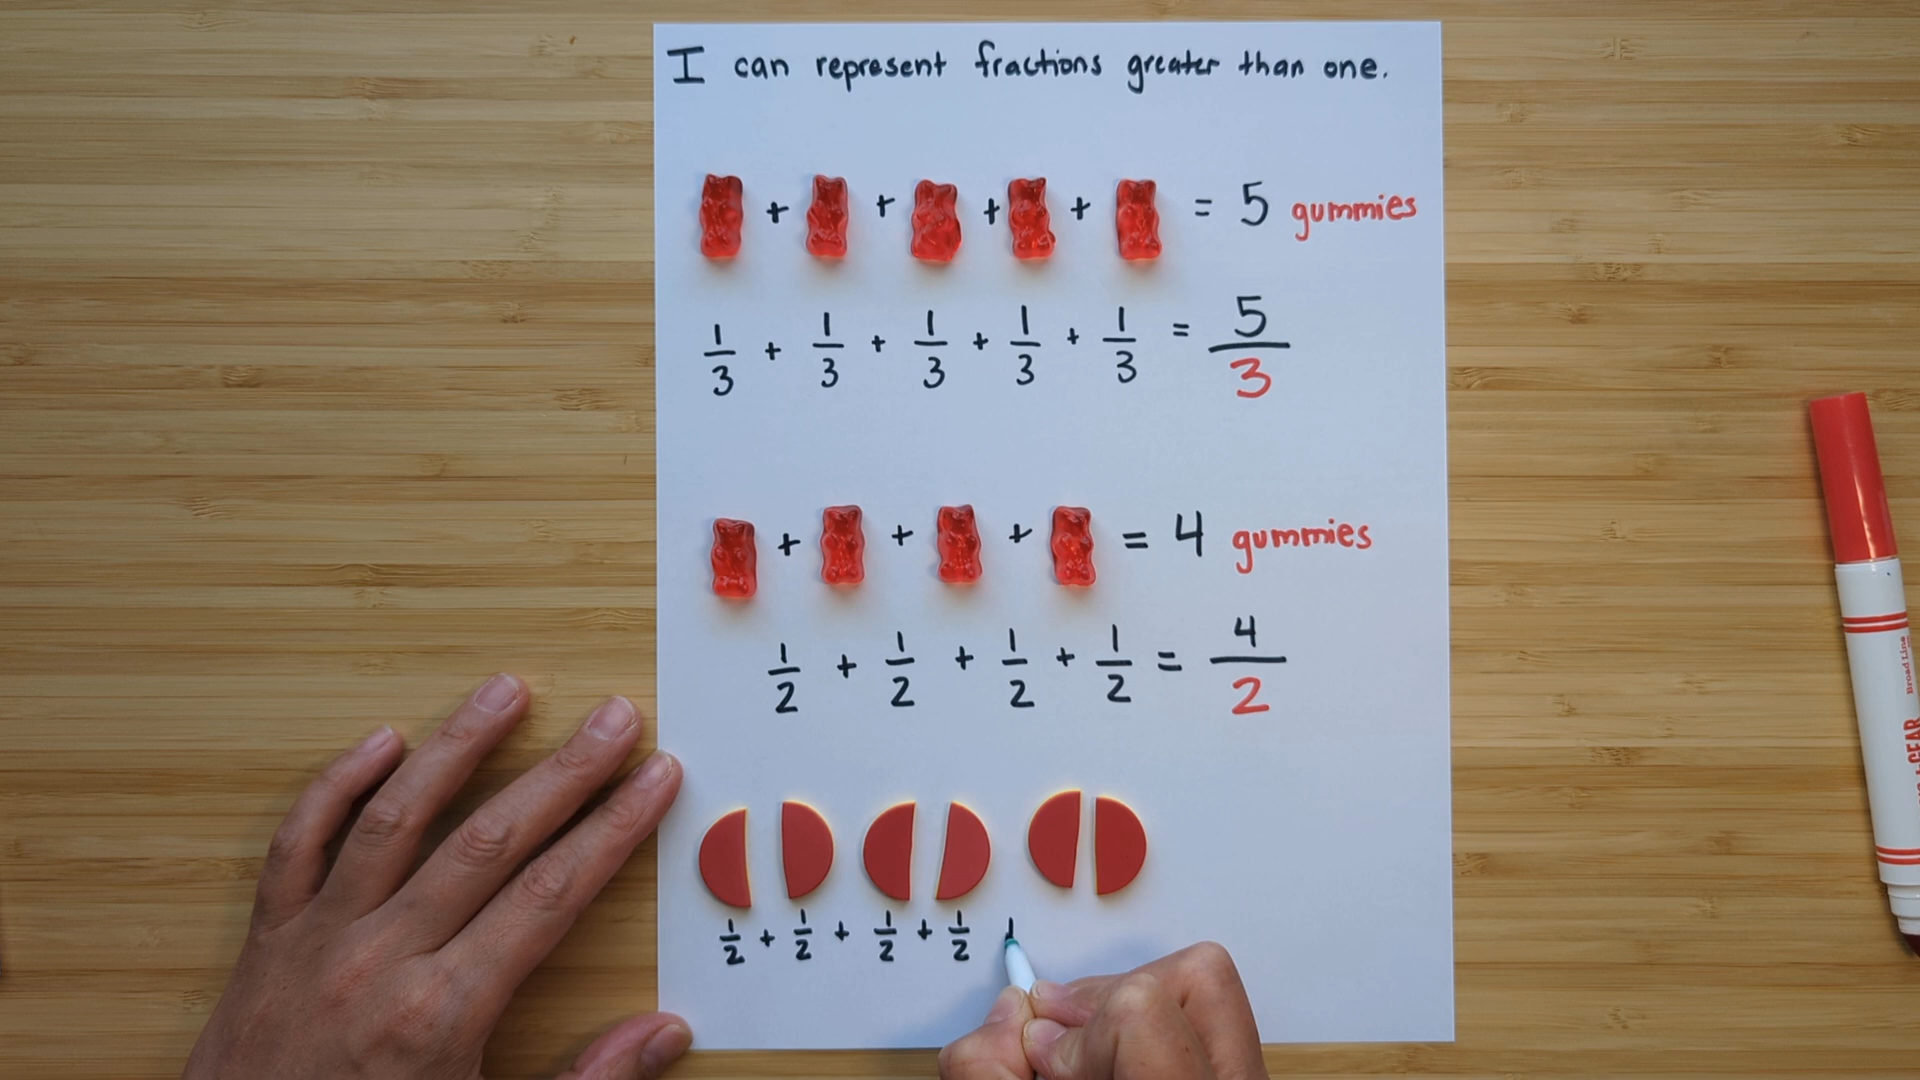 I can represent fractions greater than one.
+ + + + = 5 gummies
1/3 + 1/3 + 1/3 + 1/3 + 1/3 = 5/3
+ + + = 4 gummies
1/2 + 1/2 + 1/2 + 1/2 = 4/2
1/2 + 1/2 + 1/2 + 1/2
Broad Line